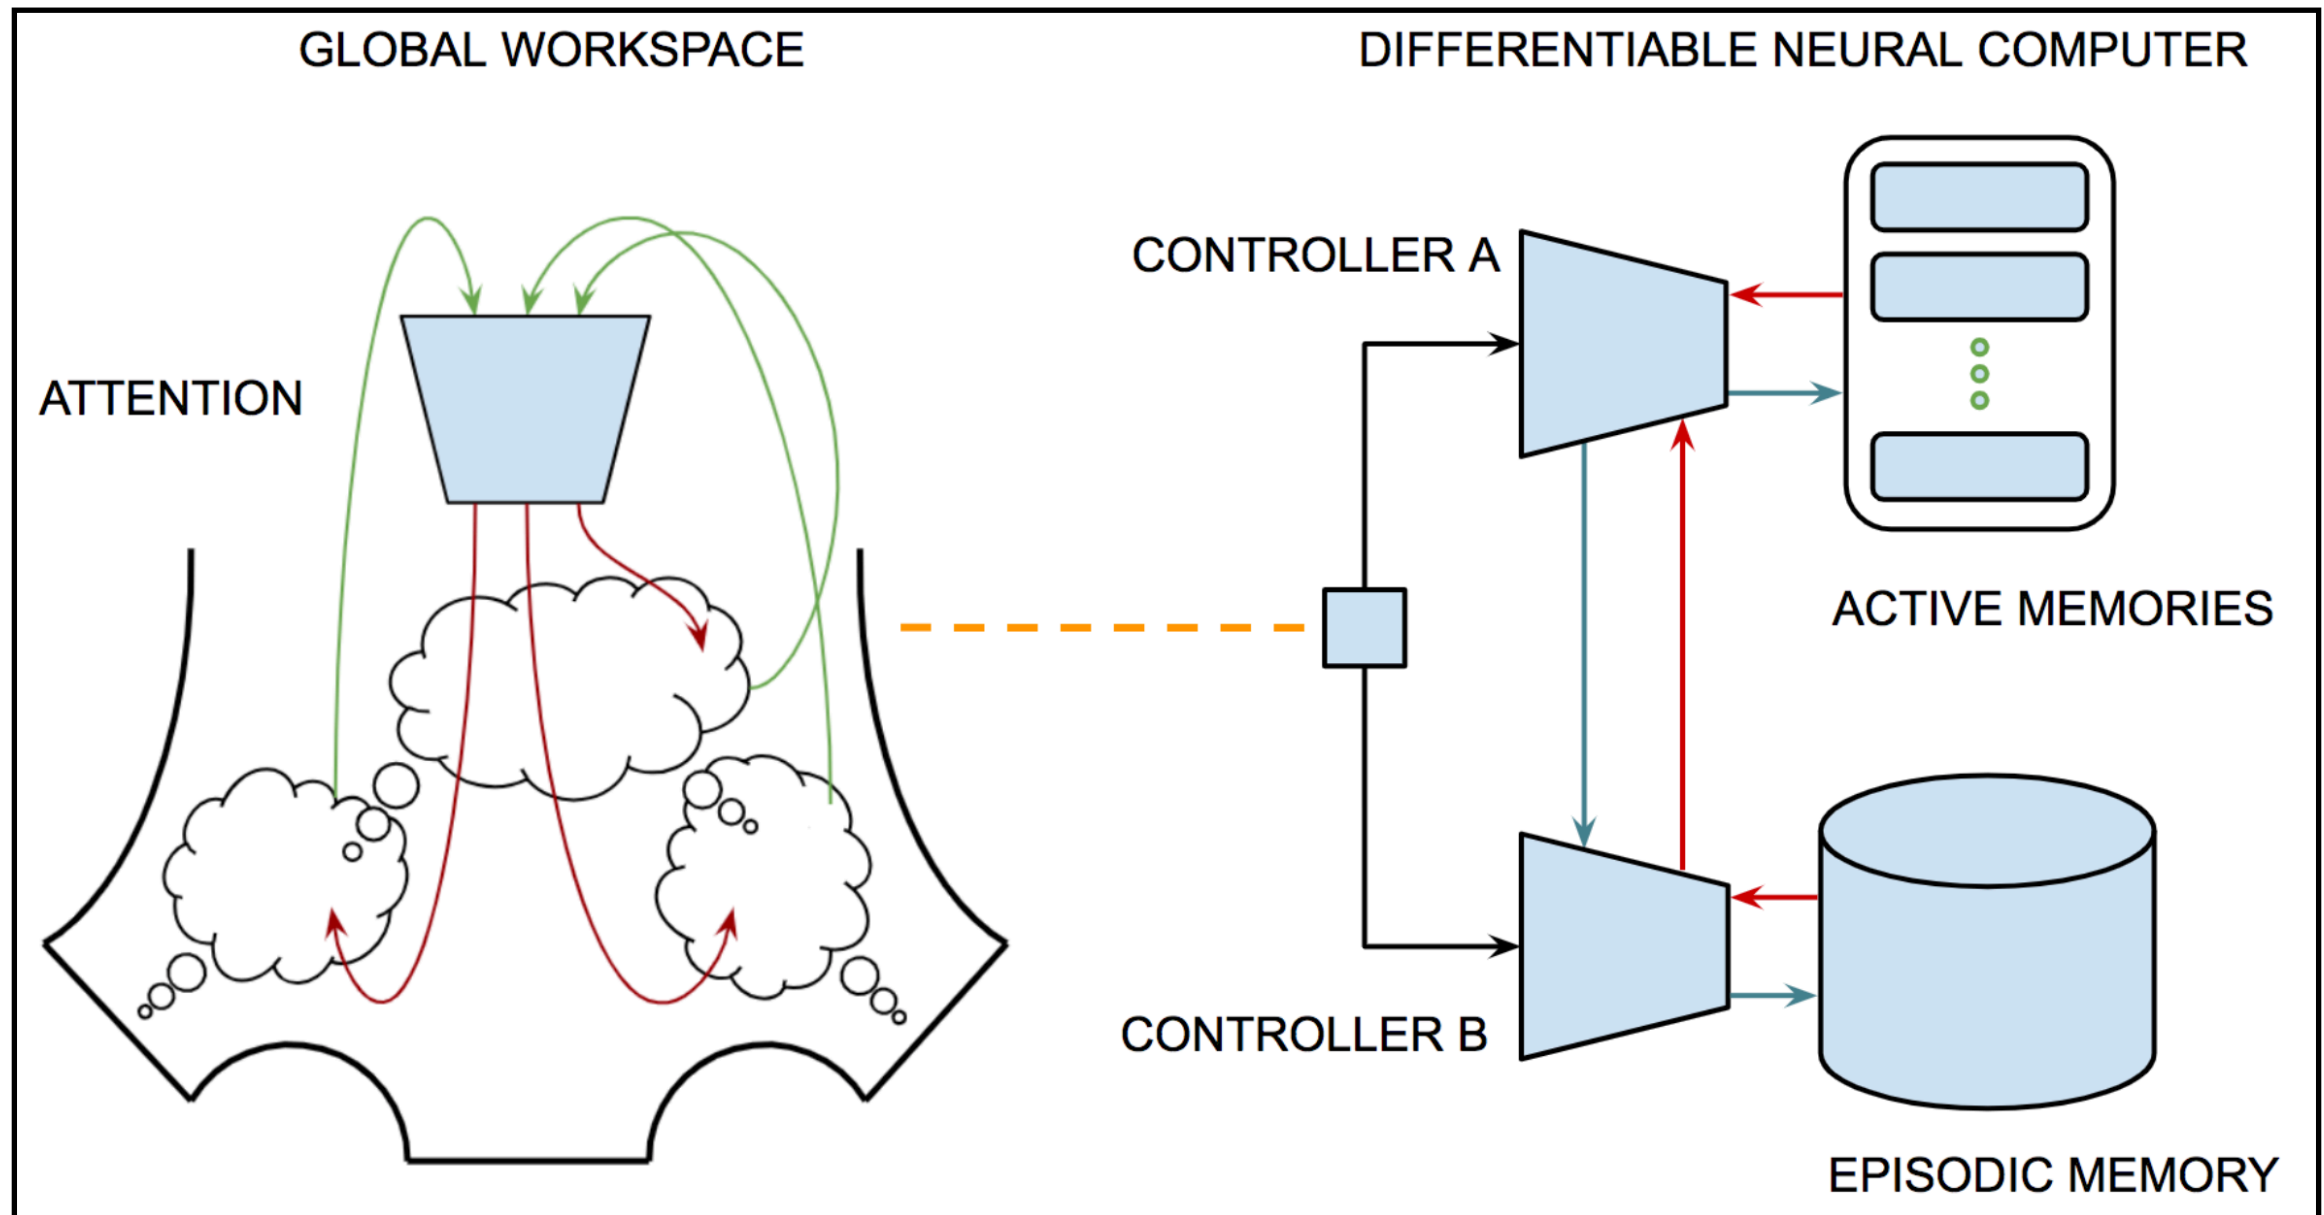 GLOBAL WORKSPACE
DIFFERENTIABLE NEURAL COMPUTER
ATTENTION
CONTROLLER A
ACTIVE MEMORIES
CONTROLLER B
EPISODIC MEMORY